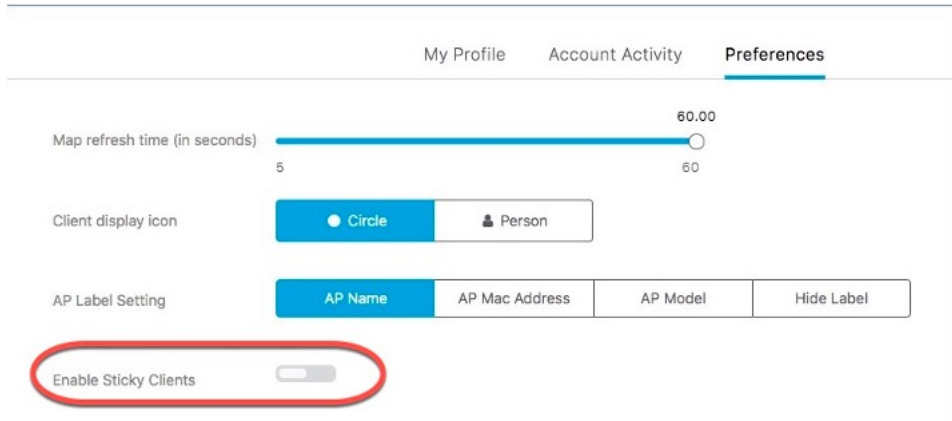 My Profile Account Activity Preferences
60.00
Map refresh time (in seconds)
5 60
Client display icon Circle Person
AP Label Setting AP Name AP Mac Address AP Model Hide Label
Enable Sticky Clients